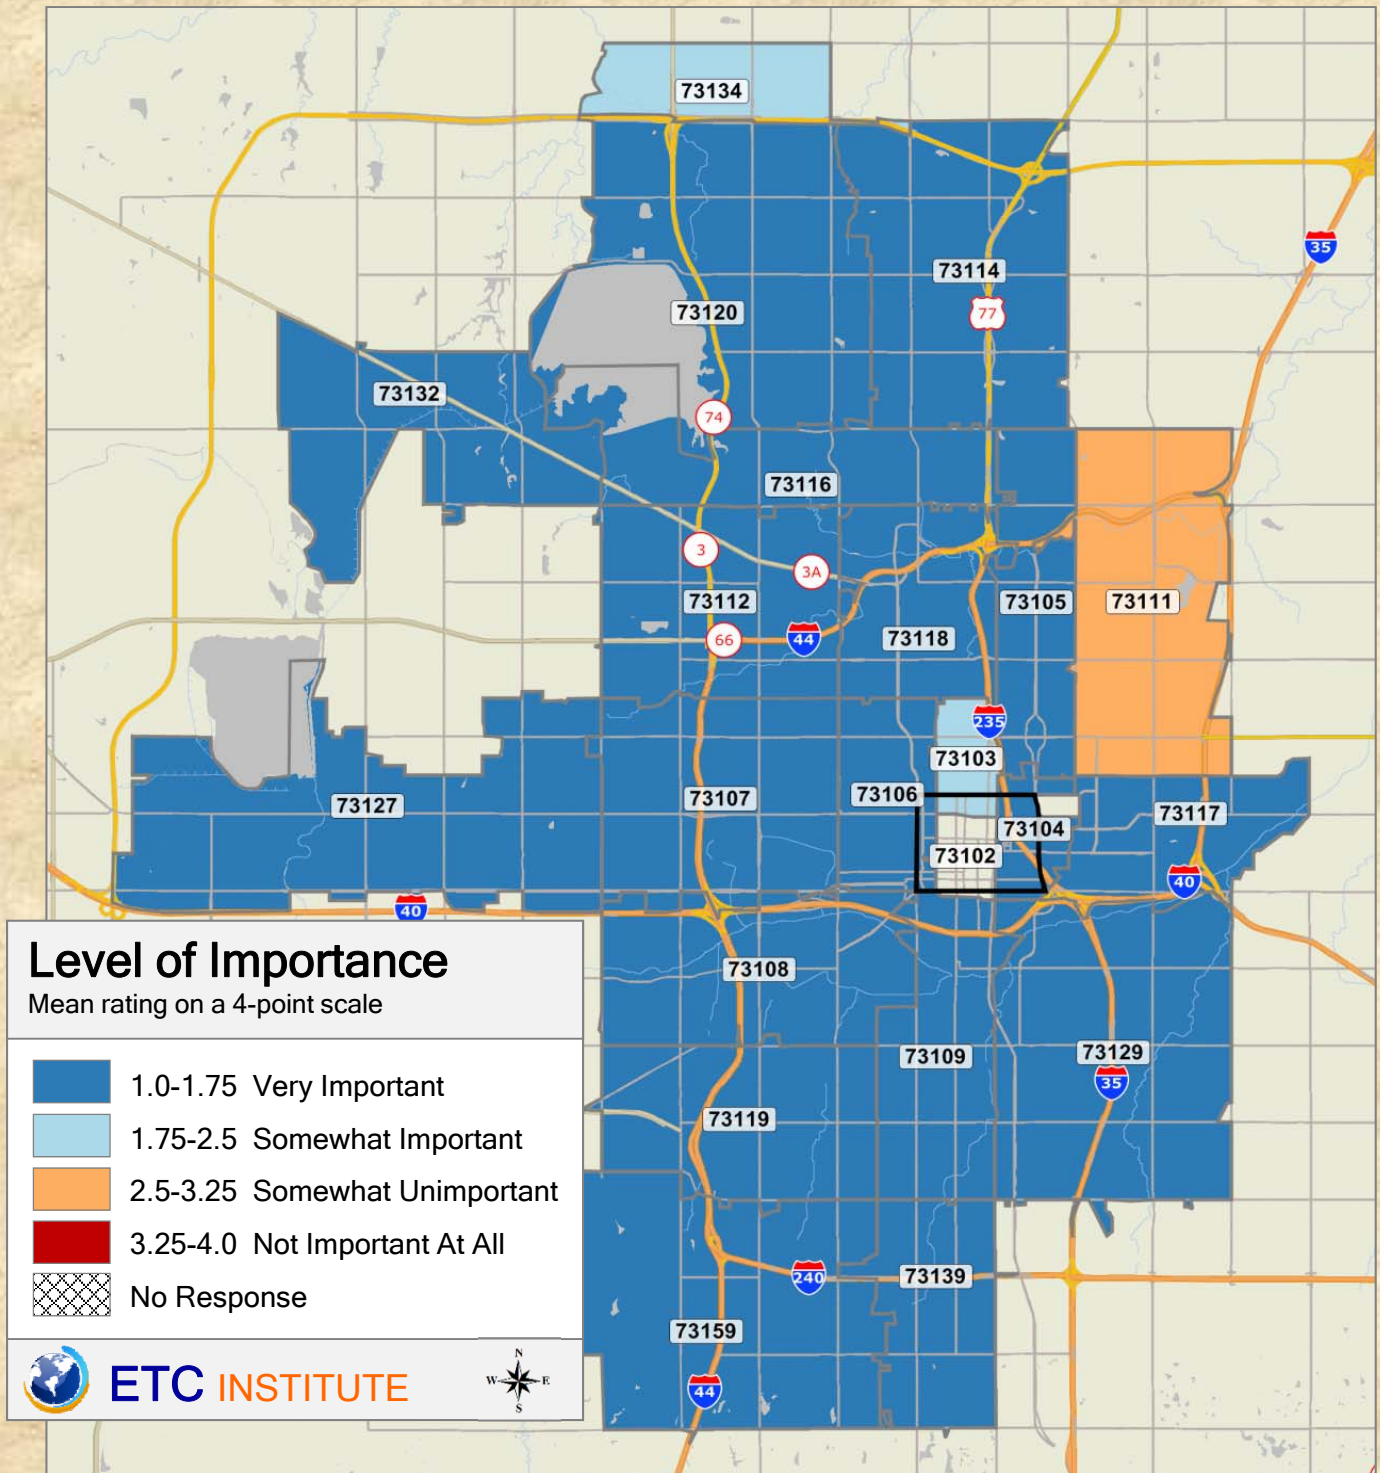 73134
35
73114
77
73120
73132
74
73116
3
3A
73112
73105
73111
66
44
73118
235
73103
73106
73107
73127
73117
73104
73102
40
40
73108
73109
73129
35
73119
240
73139
73159
44
Level of Importance
Mean rating on a 4-point scale
1.0-1.75 Very Important
1.75-2.5 Somewhat Important
2.5-3.25 Somewhat Unimportant
3.25-4.0 Not Important At All
No Response
ETC INSTITUTE
N
W E
S